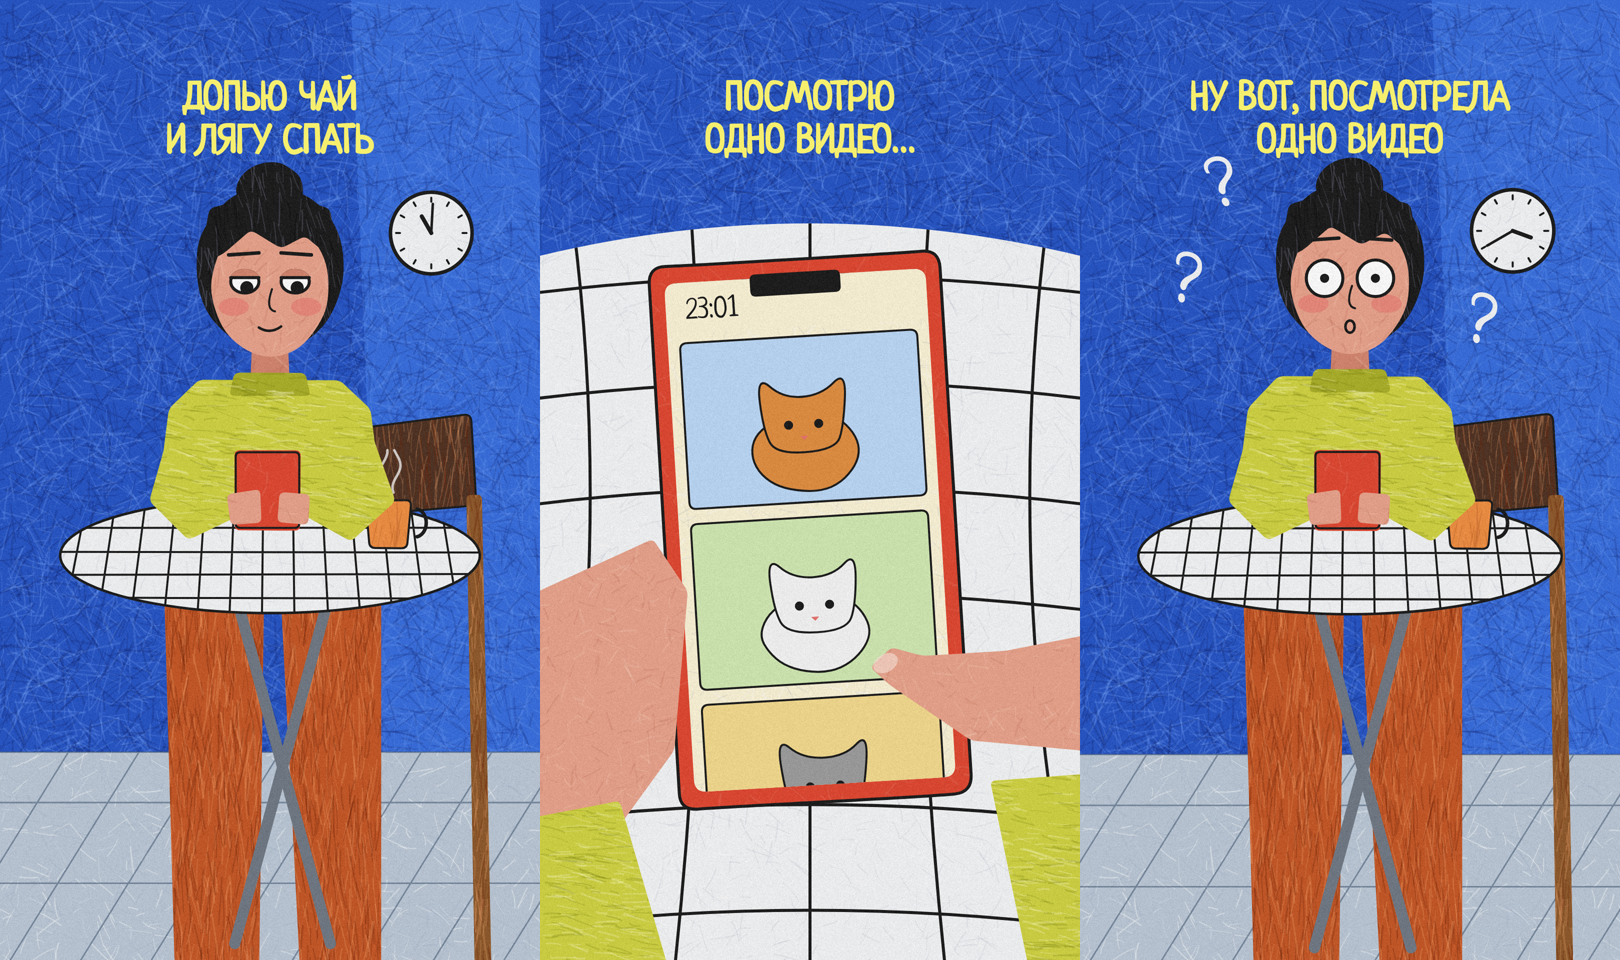 ДОПЬЮ ЧАЙ
И ЛЯГУ СПАТЬ
ПОСМОТРЮ
ОДНО ВИДЕО...
23:01
НУ ВОТ, ПОСМОТРЕЛА
ОДНО ВИДЕО
?
?
?